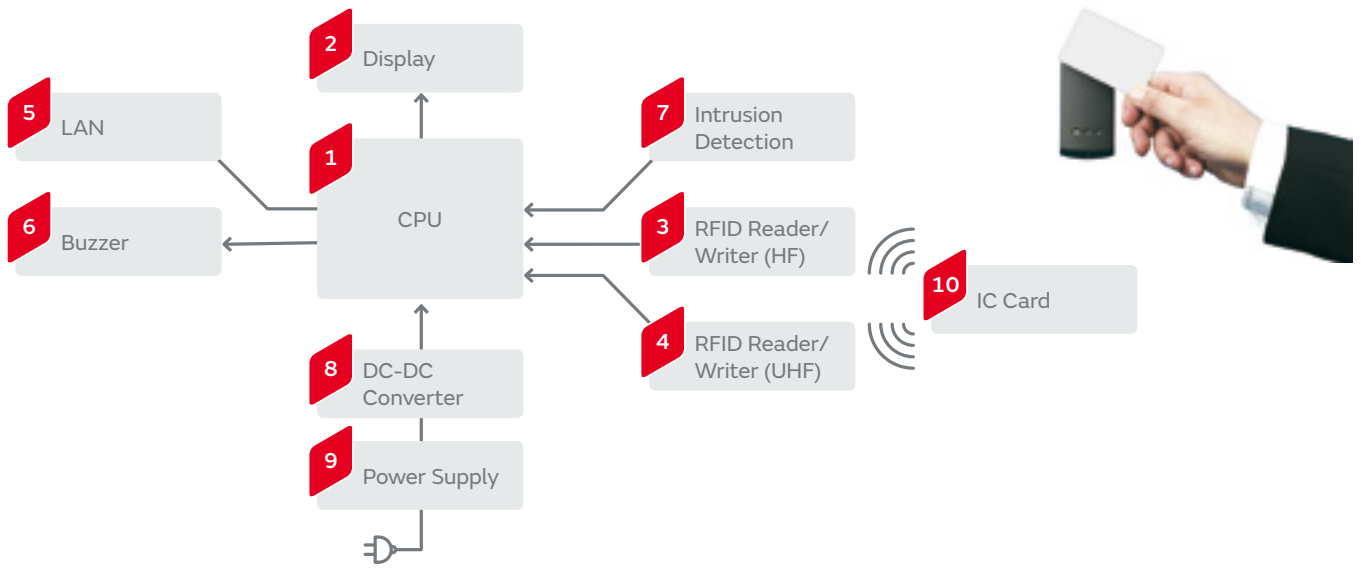 2
Display
5
LAN
1
CPU
7
Intrusion
Detection
6
Buzzer
3
RFID Reader/
Writer (HF)
10
IC Card
4
RFID Reader/
Writer (UHF)
8
DC-DC
Converter
9
Power Supply